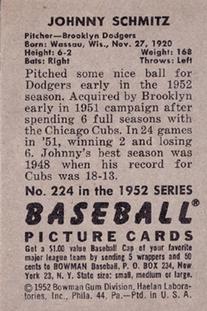 JOHNNY SCHMITZ
Pitcher—Brooklyn Dodgers
Born: Wassau, Wis., Nov. 27, 1920
Height: 6-2 Weight: 168
Bats: Right Throws: Left
Pitched some nice ball for
Dodgers early in the 1952
season. Acquired by Brooklyn
early in 1951 campaign after
spending 6 full seasons with
the Chicago Cubs. In 24 games
in '51, winning 2 and losing
6. Johnny's best season was
1948 when his record for
Cubs was 18-13.
No. 224 in the 1952 SERIES
BASEBALL®
PICTURE CARDS
Get a $1.00 value Baseball Cap of your favorite
major league team by sending 5 wrappers and 50
cents to BOWMAN Baseball, P. O. BOX 234, New
York 23, N. Y. State size: small, medium or large.
©1952 Bowman Gum Division, Haelan Labora-
tories, Inc., Phila. 44, Pa.—Ptd. in U. S. A.